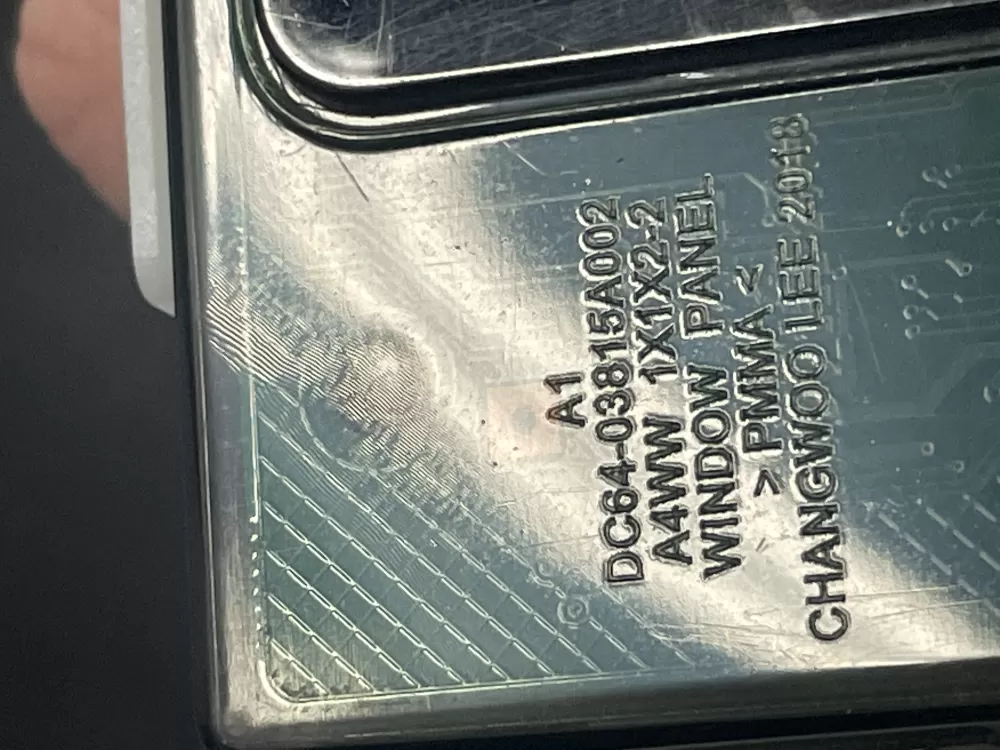 A1
DC64-03815A002
A4WW 1X1X2-2
WINDOW PANEL
>PMMA<
CHANGWOO LEE 2018